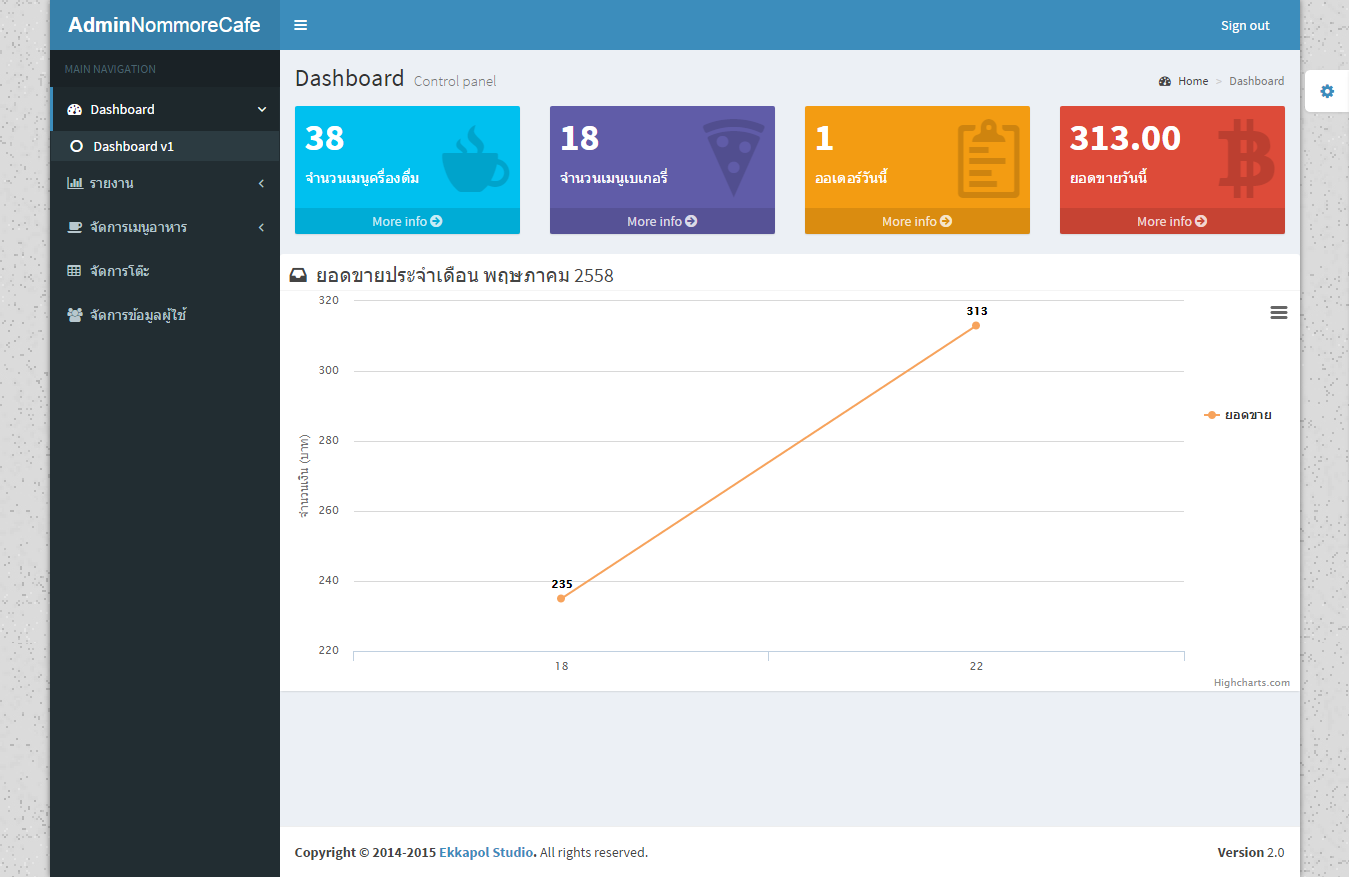 AdminNommoreCafe
Sign out
MAIN NAVIGATION
Dashboard
Dashboard v1
รายงาน
จัดการเมนูอาหาร
จัดการโต๊ะ
จัดการข้อมูลผู้ใช้
Dashboard Control panel
Home > Dashboard
38
จำนวนเมนูครื่องดื่ม
More info
18
จำนวนเมนูเบเกอรี่
More info
1
ออเดอร์วันนี้
More info
313.00
ยอดขายวันนี้
More info
ยอดขายประจำเดือน พฤษภาคม 2558
จำนวนเงิน (บาท)
320
300
280
260
240
220
313
235
18
22
ยอดขาย
Highcharts.com
Copyright © 2014-2015 Ekkapol Studio. All rights reserved.
Version 2.0